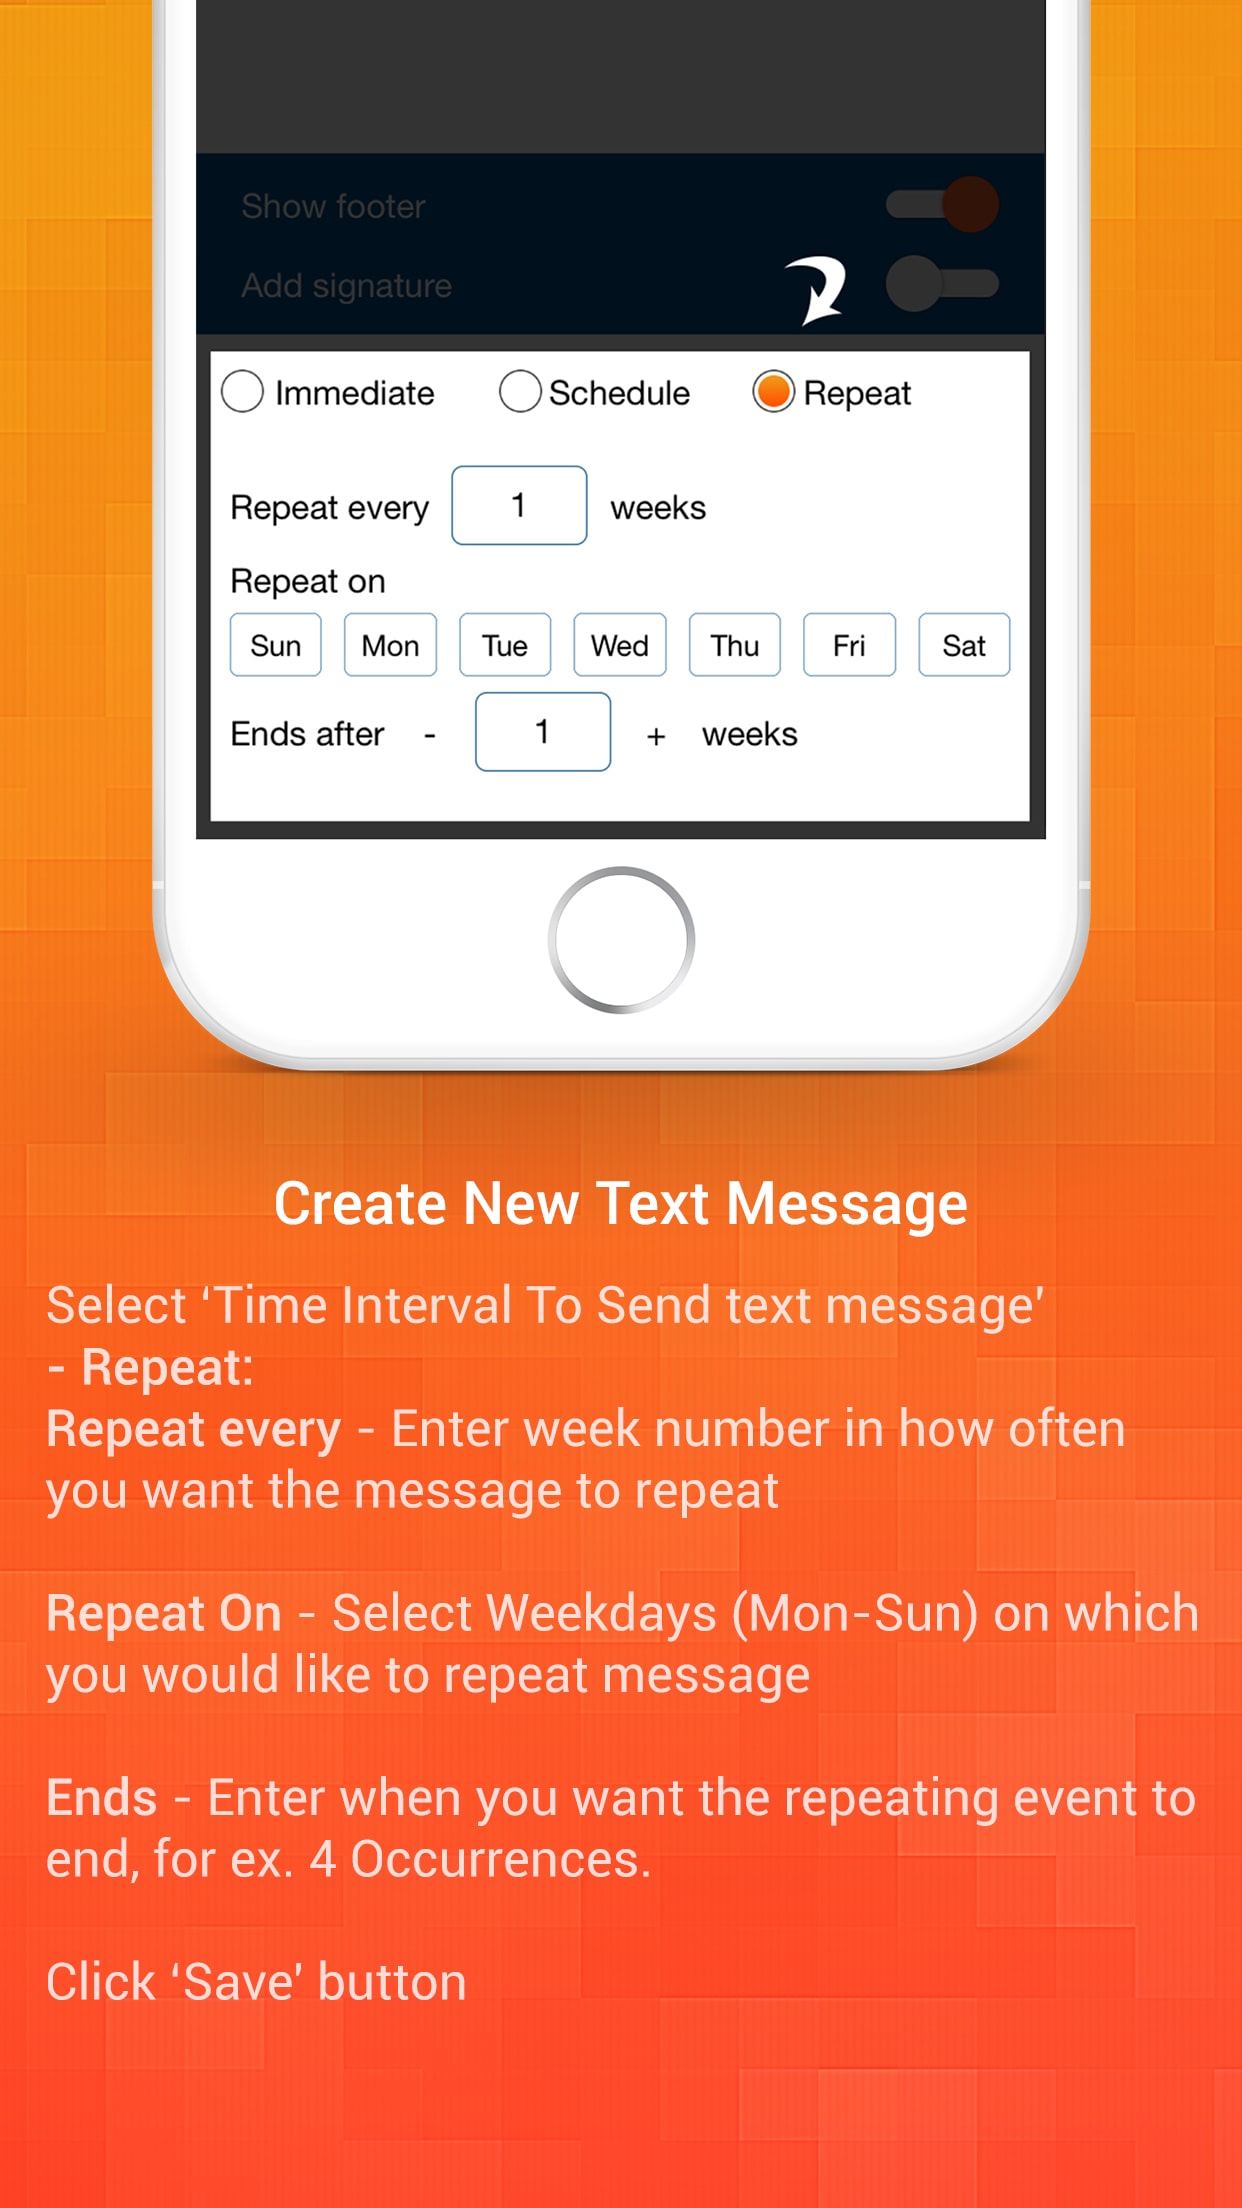 Show footer
Add signature
Immediate Schedule Repeat
Repeat every 1 weeks
Repeat on
Sun Mon Tue Wed Thu Fri Sat
Ends after - 1 + weeks
Create New Text Message
Select ‘Time Interval To Send text message’
- Repeat:
Repeat every - Enter week number in how often
you want the message to repeat
Repeat On - Select Weekdays (Mon-Sun) on which
you would like to repeat message
Ends - Enter when you want the repeating event to
end, for ex. 4 Occurrences.
Click ‘Save’ button